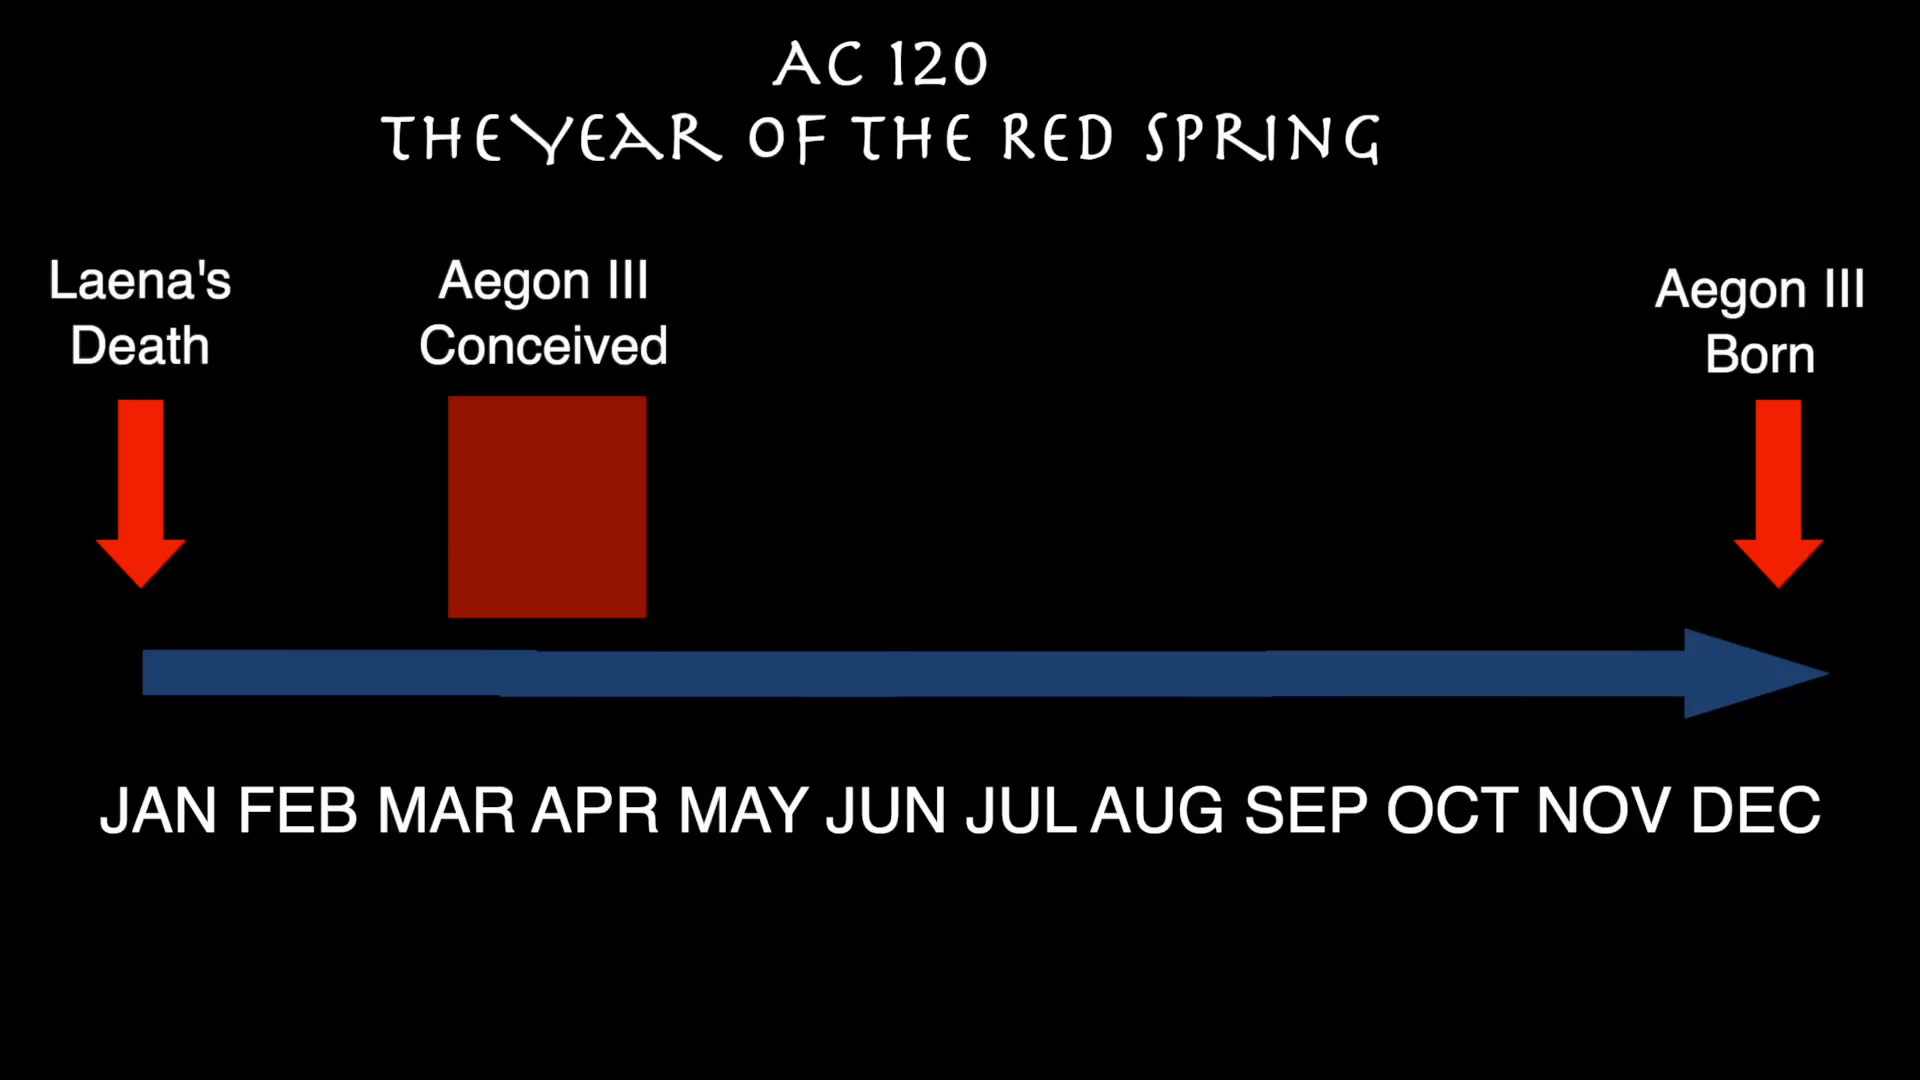 AC 120
THE YEAR OF THE RED SPRING
Laena's
Death
Aegon III
Conceived
Aegon III
Born
JAN FEB MAR APR MAY JUN JUL AUG SEP OCT NOV DEC